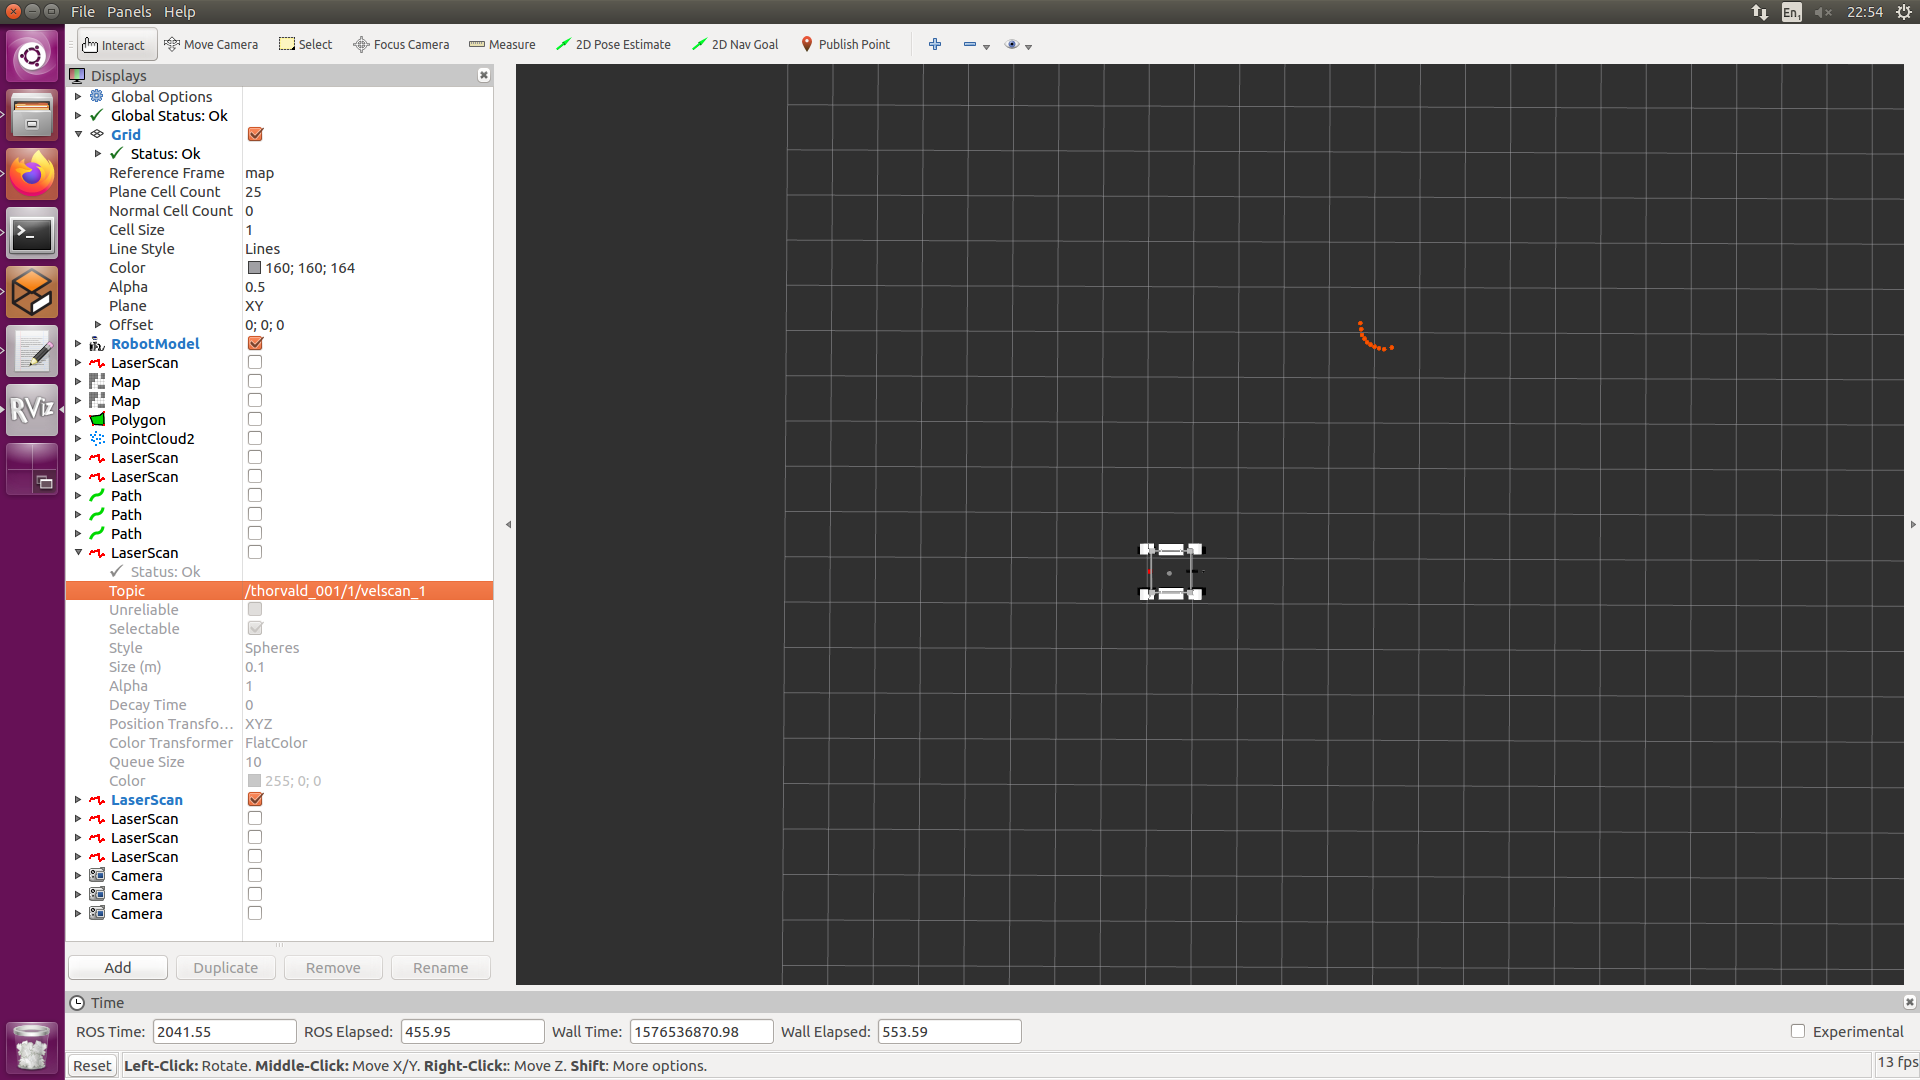 File Panels Help
En1 22:54
Interact Move Camera Select Focus Camera Measure 2D Pose Estimate 2D Nav Goal Publish Point
Displays
Global Options
Global Status: Ok
Grid
Status: Ok
Reference Frame map
Plane Cell Count 25
Normal Cell Count 0
Cell Size 1
Line Style Lines
Color 160; 160; 164
Alpha 0.5
Plane XY
Offset 0; 0; 0
RobotModel
LaserScan
Map
Map
Polygon
PointCloud2
LaserScan
LaserScan
Path
Path
Path
LaserScan
Status: Ok
Topic /thorvald_001/1/velscan_1
Unreliable
Selectable
Style Spheres
Size (m) 0.1
Alpha 1
Decay Time 0
Position Transfo... XYZ
Color Transformer FlatColor
Queue Size 10
Color 255; 0; 0
LaserScan
LaserScan
LaserScan
LaserScan
Camera
Camera
Camera
RViz
Add Duplicate Remove Rename
Time
ROS Time: 2041.55 ROS Elapsed: 455.95 Wall Time: 1576536870.98 Wall Elapsed: 553.59 Experimental
Reset Left-Click: Rotate. Middle-Click: Move X/Y. Right-Click:: Move Z. Shift: More options. 13 fps